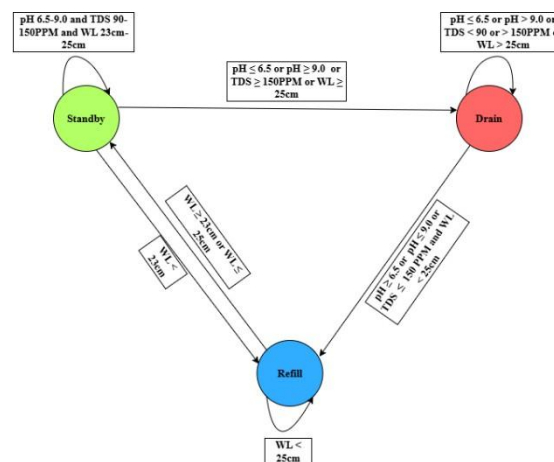 pH 6.5-9.0 and TDS 90-
150PPM and WL 23cm-
25cm
pH ≤ 6.5 or pH > 9.0 or
TDS < 90 or > 150PPM or
WL > 25cm
pH ≤ 6.5 or pH ≥ 9.0 or
TDS ≥ 150PPM or WL ≥
25cm
Standby
Drain
WL ≥ 23cm or WL ≤
25cm
WL <
23cm
pH ≥ 6.5 or pH ≤ 9.0 or
TDS ≤ 150 PPM and WL
< 25cm
Refill
WL <
25cm